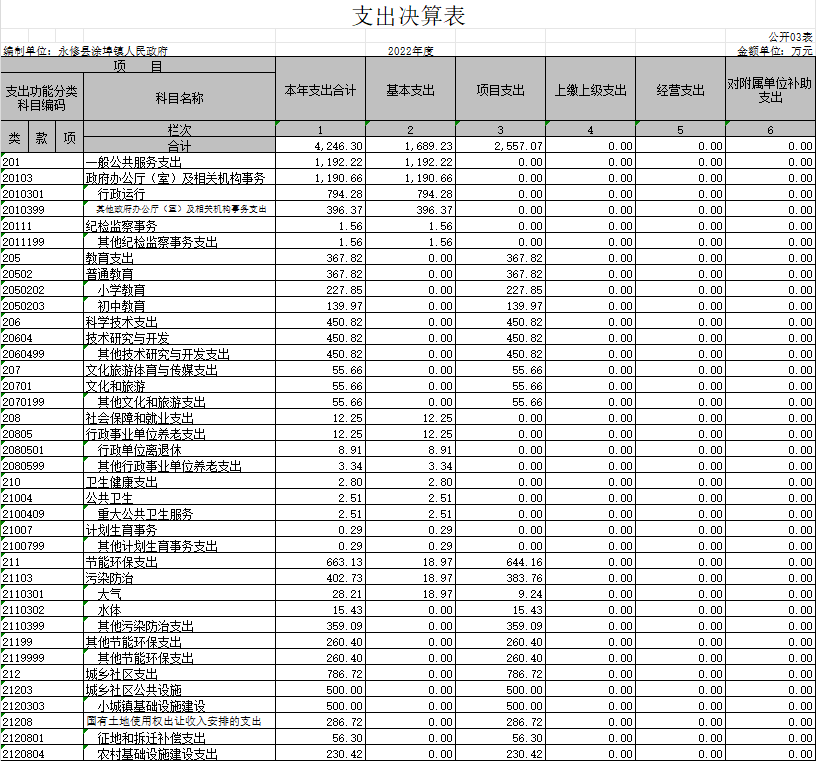 支出决算表
公开03表
编制单位：永修县涂埠镇人民政府 2022年度 金额单位：万元
项 目 本年支出合计 基本支出 项目支出 上缴上级支出 经营支出 对附属单位补助支出
支出功能分类科目编码 科目名称
类 款 项 栏次 1 2 3 4 5 6
合计 4,246.30 1,689.23 2,557.07 0.00 0.00 0.00
201 一般公共服务支出 1,192.22 1,192.22 0.00 0.00 0.00 0.00
20103 政府办公厅（室）及相关机构事务 1,190.66 1,190.66 0.00 0.00 0.00 0.00
2010301 行政运行 794.28 794.28 0.00 0.00 0.00 0.00
2010399 其他政府办公厅（室）及相关机构事务支出 396.37 396.37 0.00 0.00 0.00 0.00
20111 纪检监察事务 1.56 1.56 0.00 0.00 0.00 0.00
2011199 其他纪检监察事务支出 1.56 1.56 0.00 0.00 0.00 0.00
205 教育支出 367.82 0.00 367.82 0.00 0.00 0.00
20502 普通教育 367.82 0.00 367.82 0.00 0.00 0.00
2050202 小学教育 227.85 0.00 227.85 0.00 0.00 0.00
2050203 初中教育 139.97 0.00 139.97 0.00 0.00 0.00
206 科学技术支出 450.82 0.00 450.82 0.00 0.00 0.00
20604 技术研究与开发 450.82 0.00 450.82 0.00 0.00 0.00
2060499 其他技术研究与开发支出 450.82 0.00 450.82 0.00 0.00 0.00
207 文化旅游体育与传媒支出 55.66 0.00 55.66 0.00 0.00 0.00
20701 文化和旅游 55.66 0.00 55.66 0.00 0.00 0.00
2070199 其他文化和旅游支出 55.66 0.00 55.66 0.00 0.00 0.00
208 社会保障和就业支出 12.25 12.25 0.00 0.00 0.00 0.00
20805 行政事业单位养老支出 12.25 12.25 0.00 0.00 0.00 0.00
2080501 行政单位离退休 8.91 8.91 0.00 0.00 0.00 0.00
2080599 其他行政事业单位养老支出 3.34 3.34 0.00 0.00 0.00 0.00
210 卫生健康支出 2.80 2.80 0.00 0.00 0.00 0.00
21004 公共卫生 2.51 2.51 0.00 0.00 0.00 0.00
2100409 重大公共卫生服务 2.51 2.51 0.00 0.00 0.00 0.00
21007 计划生育事务 0.29 0.29 0.00 0.00 0.00 0.00
2100799 其他计划生育事务支出 0.29 0.29 0.00 0.00 0.00 0.00
211 节能环保支出 663.13 18.97 644.16 0.00 0.00 0.00
21103 污染防治 402.73 18.97 383.76 0.00 0.00 0.00
2110301 大气 28.21 18.97 9.24 0.00 0.00 0.00
2110302 水体 15.43 0.00 15.43 0.00 0.00 0.00
2110399 其他污染防治支出 359.09 0.00 359.09 0.00 0.00 0.00
21199 其他节能环保支出 260.40 0.00 260.40 0.00 0.00 0.00
2119999 其他节能环保支出 260.40 0.00 260.40 0.00 0.00 0.00
212 城乡社区支出 786.72 0.00 786.72 0.00 0.00 0.00
21203 城乡社区公共设施 500.00 0.00 500.00 0.00 0.00 0.00
2120303 小城镇基础设施建设 500.00 0.00 500.00 0.00 0.00 0.00
21208 国有土地使用权出让收入安排的支出 286.72 0.00 286.72 0.00 0.00 0.00
2120801 征地和拆迁补偿支出 56.30 0.00 56.30 0.00 0.00 0.00
2120804 农村基础设施建设支出 230.42 0.00 230.42 0.00 0.00 0.00